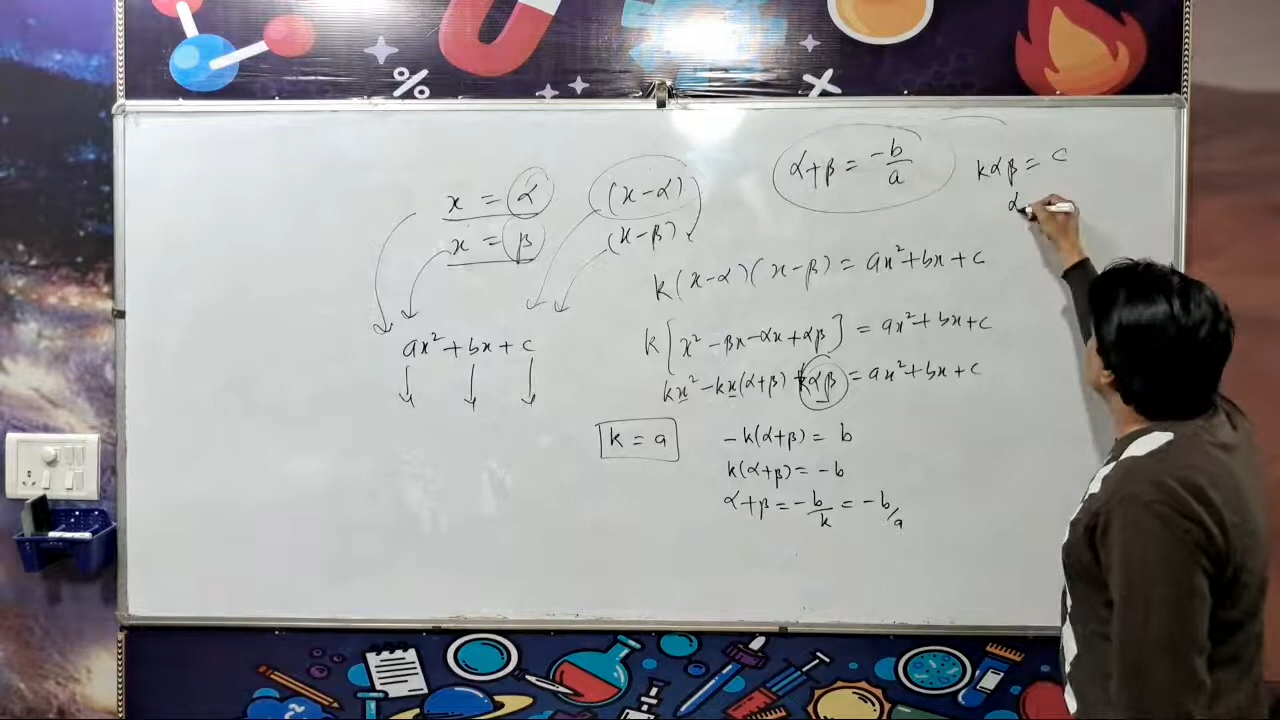 x = α
(x-α)
α+β = -b/a
kαβ = c
α
x = β
(x-β)
k(x-α)(x-β) = ax²+bx+c
k[x²-βx-αx+αβ] = ax²+bx+c
ax²+bx+c
kx²-kx(α+β)+kαβ = ax²+bx+c
k = a
-k(α+β) = b
k(α+β) = -b
α+β = -b/k = -b/a